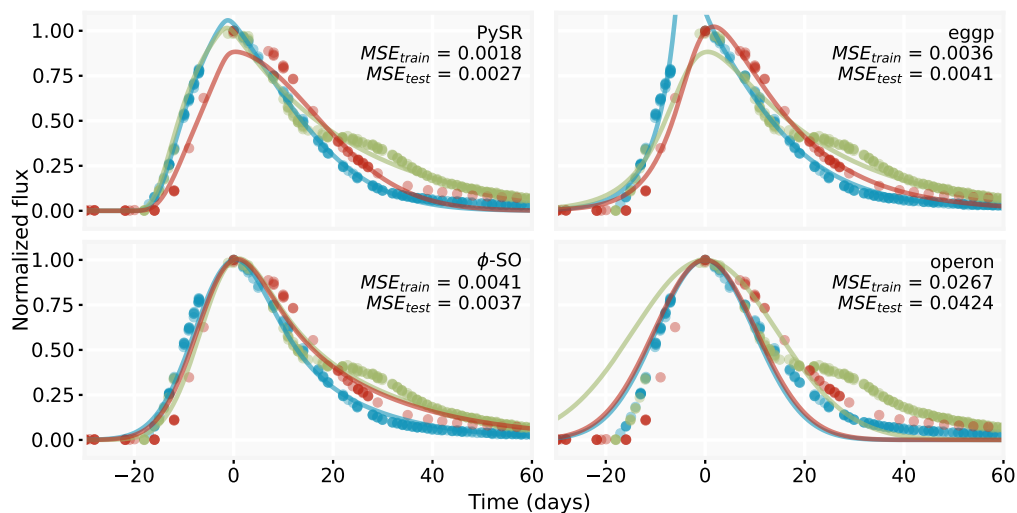 PySR
MSE_train = 0.0018
MSE_test = 0.0027
1.00
0.75
0.50
0.25
0.00
eggp
MSE_train = 0.0036
MSE_test = 0.0041
Normalized flux
ϕ-SO
MSE_train = 0.0041
MSE_test = 0.0037
1.00
0.75
0.50
0.25
0.00
−20 0 20 40 60
operon
MSE_train = 0.0267
MSE_test = 0.0424
−20 0 20 40 60
Time (days)